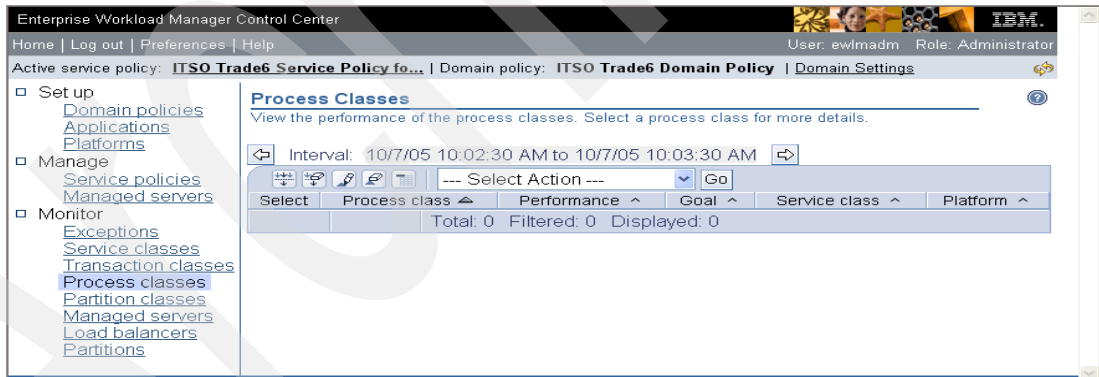 Enterprise Workload Manager Control Center
IBM.
Home | Log out | Preferences | Help
User: ewlmadm Role: Administrator
Active service policy: ITSO Trade6 Service Policy fo... | Domain policy: ITSO Trade6 Domain Policy | Domain Settings
Set up
Domain policies
Applications
Platforms
Manage
Service policies
Managed servers
Monitor
Exceptions
Service classes
Transaction classes
Process classes
Partition classes
Managed servers
Load balancers
Partitions
Process Classes
View the performance of the process classes. Select a process class for more details.
Interval: 10/7/05 10:02:30 AM to 10/7/05 10:03:30 AM
--- Select Action --- Go
Select Process class Performance Goal Service class Platform
Total: 0 Filtered: 0 Displayed: 0